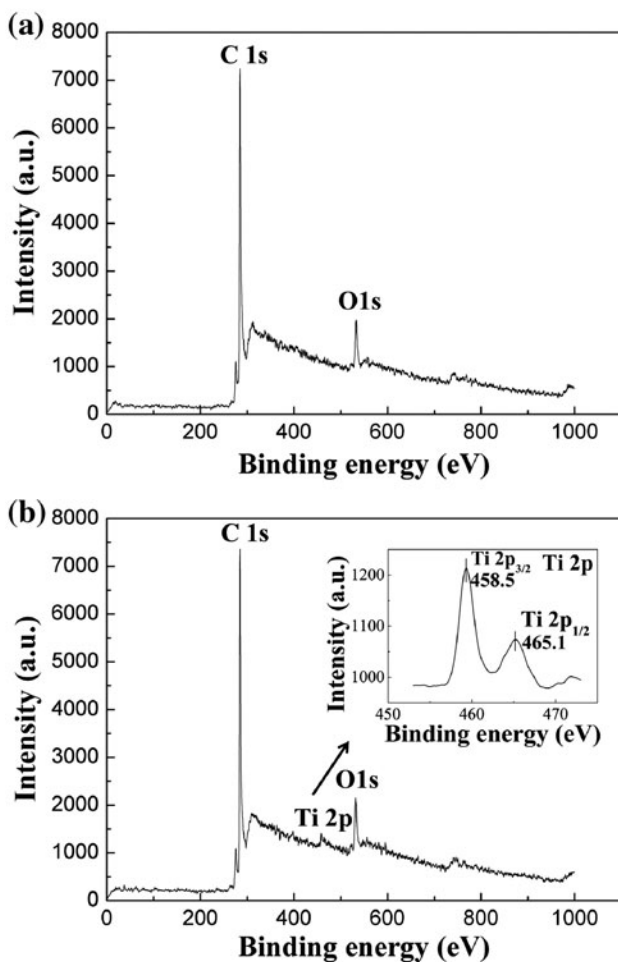 (a)
8000
7000
6000
5000
4000
3000
2000
1000
0
Intensity (a.u.)
C 1s
O1s
0 200 400 600 800 1000
Binding energy (eV)
(b)
8000
7000
6000
5000
4000
3000
2000
1000
0
Intensity (a.u.)
C 1s
Ti 2p
O1s
1200
1100
1000
Intensity (a.u.)
Ti 2p3/2 Ti 2p
458.5
Ti 2p1/2
465.1
450 460 470
Binding energy (eV)
0 200 400 600 800 1000
Binding energy (eV)